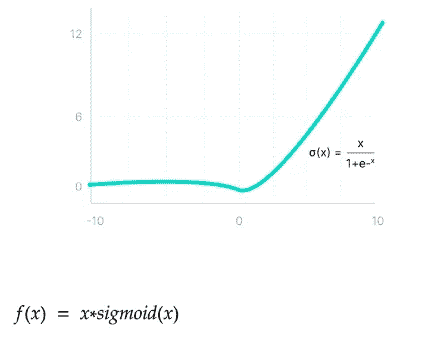 12
6
σ(x) = x / 1+e-x
0
-10 0 10
f(x) = x*sigmoid(x)